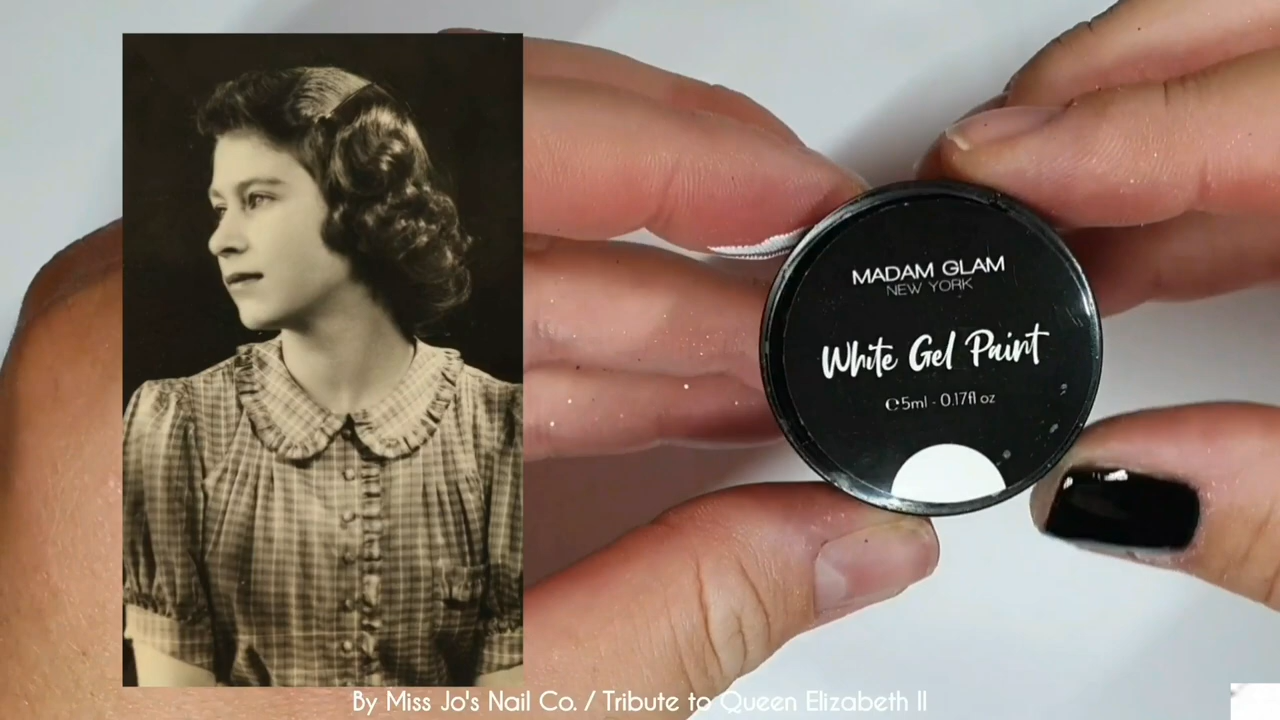 MADAM GLAM
NEW YORK
White Gel Paint
℮5ml - 0.17fl oz
By Miss Jo's Nail Co. / Tribute to Queen Elizabeth II